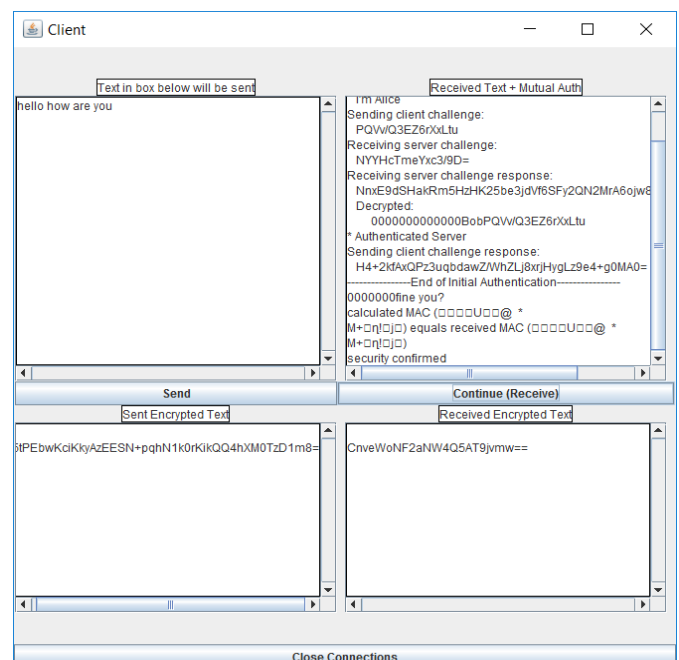 Client
Text in box below will be sent
hello how are you
Received Text + Mutual Auth
I'm Alice
Sending client challenge:
PQVv/Q3EZ6rXxLtu
Receiving server challenge:
NYYHcTmeYxc3/9D=
Receiving server challenge response:
NnxE9dSHakRm5HzHK25be3jdVf6SFy2QN2MrA6ojw8
Decrypted:
0000000000000BobPQVv/Q3EZ6rXxLtu
* Authenticated Server
Sending client challenge response:
H4+2kfAxQPz3uqbdawZ/WhZLj8xrjHygLz9e4+g0MA0=
----------------End of Initial Authentication----------------
0000000fine you?
calculated MAC (□□□□U□□@ *
M+□η!□j□) equals received MAC (□□□□U□□@ *
M+□η!□j□)
security confirmed
Send
Continue (Receive)
Sent Encrypted Text
tPEbwKciKkyAzEESN+pqhN1k0rKikQQ4hXM0TzD1m8=
Received Encrypted Text
CnveWoNF2aNW4Q5AT9jvmw==
Close Connections